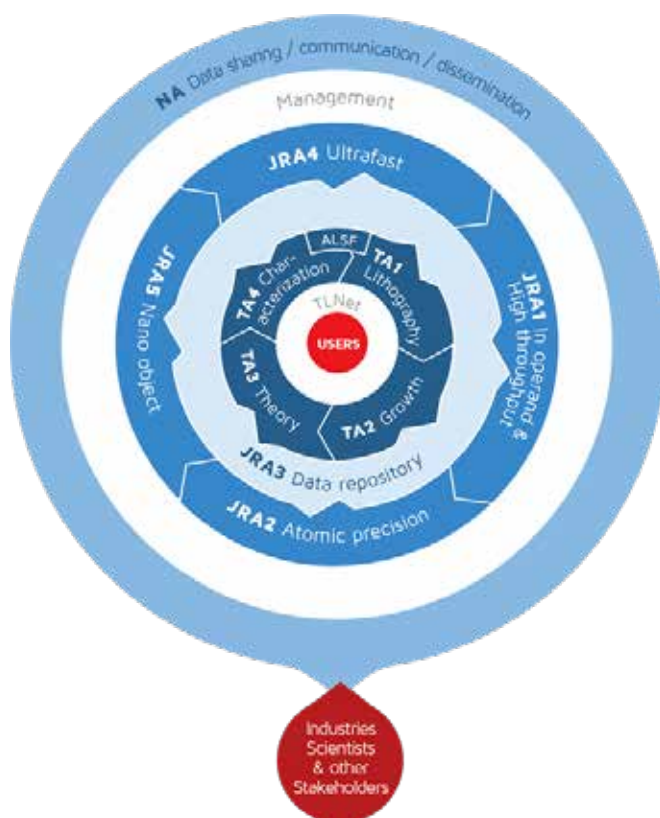 NA Data sharing / communication / dissemination
Management
JRA4 Ultrafast
JRA1 In operand &
High throughput
JRA5 Nano object
JRA2 Atomic precision
JRA3 Data repository
ALSF
TA1
Lithography
TA4 Char-
acterization
TA3 Theory
TA2 Growth
TLNet
USERS
Industries
Scientists
& other
Stakeholders